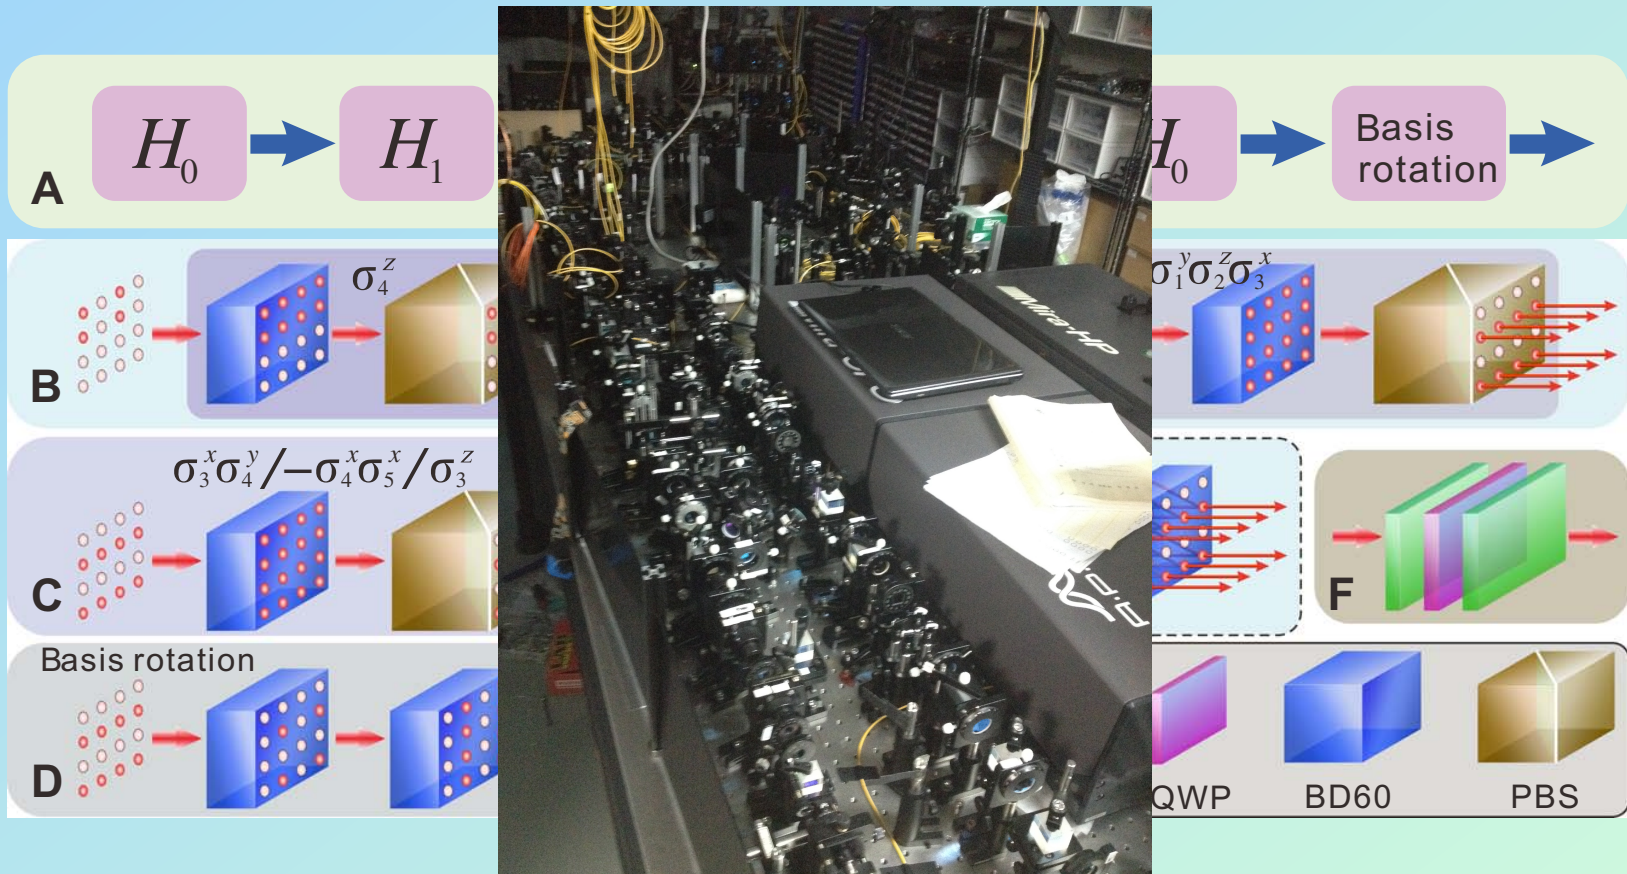 H₀
H₁
H₀
Basis
rotation
A
σ₄ᶻ
σ₁ʸσ₂ᶻσ₃ˣ
B
σ₃ˣσ₄ʸ/−σ₄ˣσ₅ˣ/σ₃ᶻ
C
F
Basis rotation
D
QWP
BD60
PBS
Mira-HP